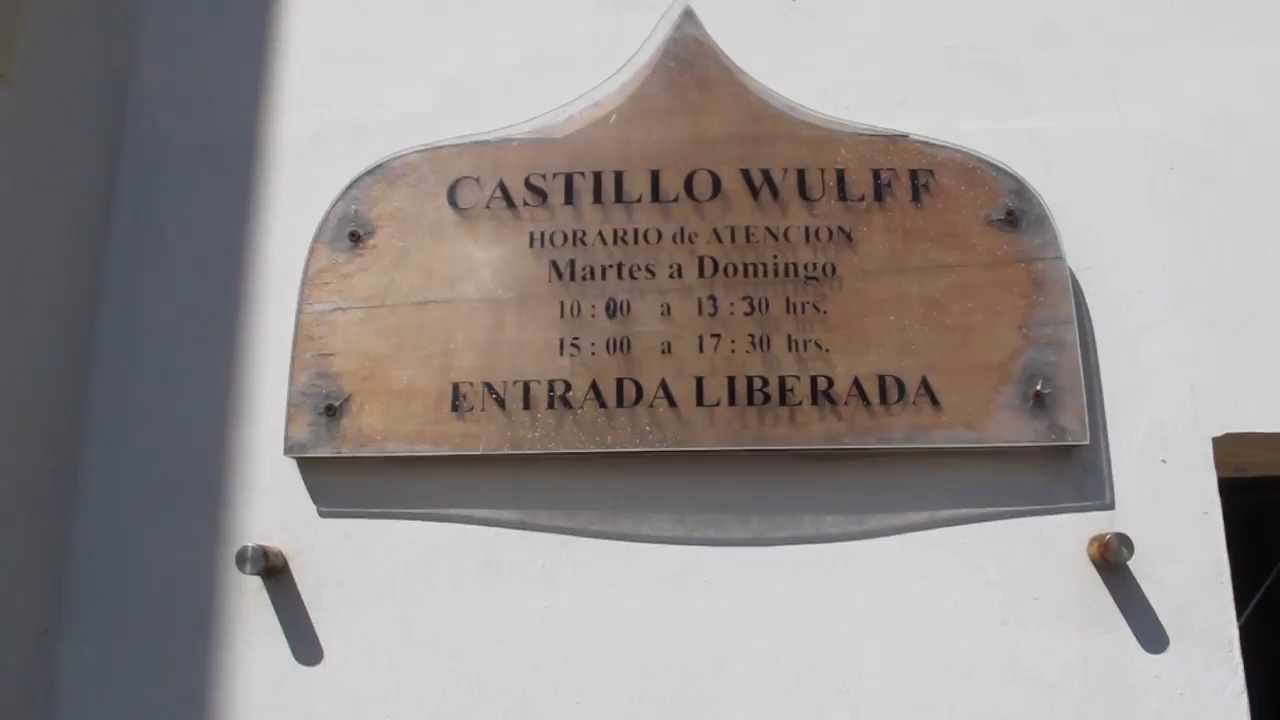 CASTILLO WULFF
HORARIO de ATENCION
Martes a Domingo
10 : 00 a 13 : 30 hrs.
15 : 00 a 17 : 30 hrs.
ENTRADA LIBERADA